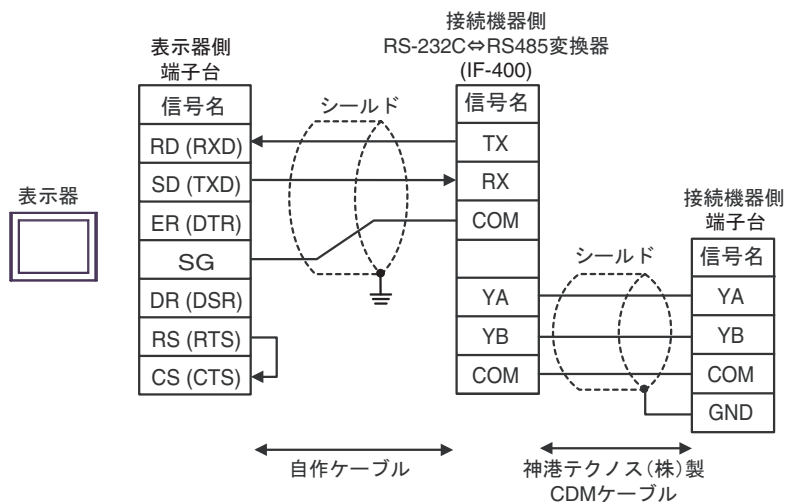 接続機器側
RS-232C⇔RS485変換器
(IF-400)
表示器側
端子台
信号名
RD (RXD)
SD (TXD)
ER (DTR)
SG
DR (DSR)
RS (RTS)
CS (CTS)
シールド
信号名
TX
RX
COM
YA
YB
COM
表示器
シールド
接続機器側
端子台
信号名
YA
YB
COM
GND
自作ケーブル
神港テクノス(株)製
CDMケーブル